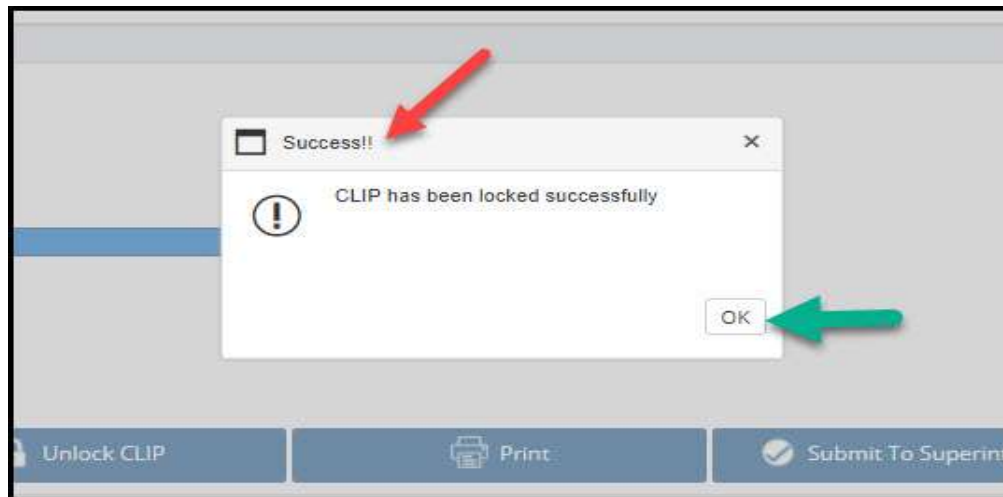 Success!!
CLIP has been locked successfully
OK
Unlock CLIP
Print
Submit To Superin